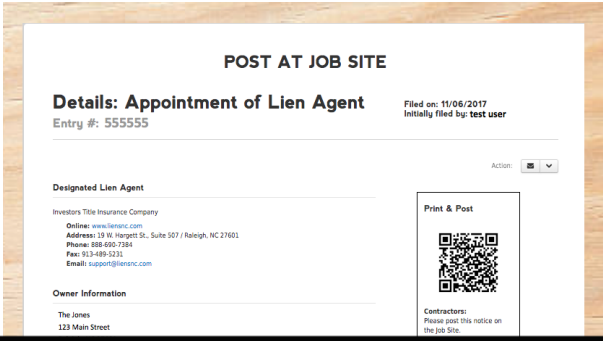 POST AT JOB SITE
Details: Appointment of Lien Agent
Entry #: 555555
Filed on: 11/06/2017
Initially filed by: test user
Action:
Designated Lien Agent
Investors Title Insurance Company
Online: www.liensnc.com
Address: 19 W. Hargett St., Suite 507 / Raleigh, NC 27601
Phone: 888-690-7384
Fax: 913-489-5231
Email: support@liensnc.com
Owner Information
The Jones
123 Main Street
Print & Post
Contractors:
Please post this notice on
the Job Site.